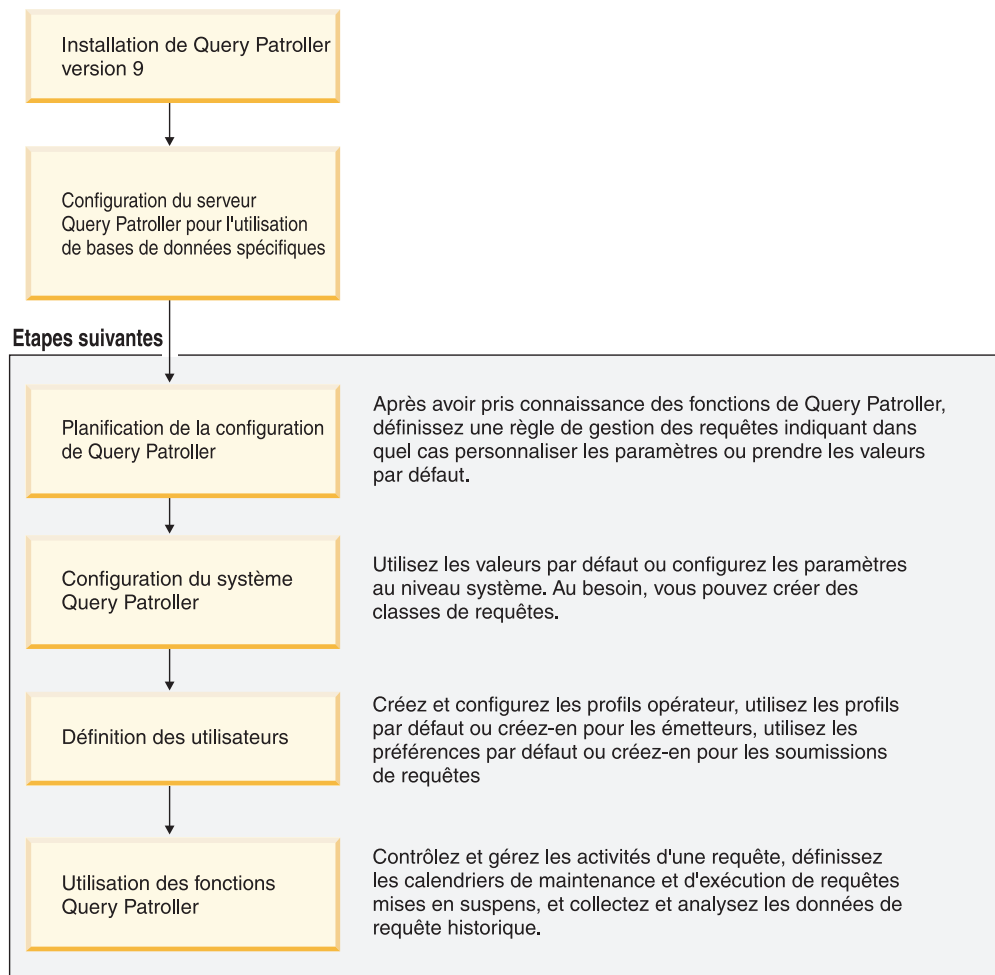 Installation de Query Patroller
version 9
Configuration du serveur
Query Patroller pour l'utilisation
de bases de données spécifiques
Etapes suivantes
Planification de la configuration
de Query Patroller
Après avoir pris connaissance des fonctions de Query Patroller,
définissez une règle de gestion des requêtes indiquant dans
quel cas personnaliser les paramètres ou prendre les valeurs
par défaut.
Configuration du système
Query Patroller
Utilisez les valeurs par défaut ou configurez les paramètres
au niveau système. Au besoin, vous pouvez créer des
classes de requêtes.
Définition des utilisateurs
Créez et configurez les profils opérateur, utilisez les profils
par défaut ou créez-en pour les émetteurs, utilisez les
préférences par défaut ou créez-en pour les soumissions
de requêtes
Utilisation des fonctions
Query Patroller
Contrôlez et gérez les activités d'une requête, définissez
les calendriers de maintenance et d'exécution de requêtes
mises en suspens, et collectez et analysez les données de
requête historique.